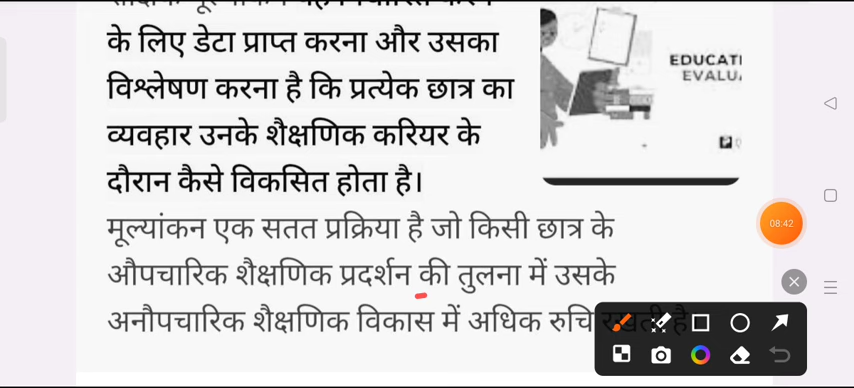 के लिए डेटा प्राप्त करना और उसका
विश्लेषण करना है कि प्रत्येक छात्र का
व्यवहार उनके शैक्षणिक करियर के
दौरान कैसे विकसित होता है।
मूल्यांकन एक सतत प्रक्रिया है जो किसी छात्र के
औपचारिक शैक्षणिक प्रदर्शन की तुलना में उसके
अनौपचारिक शैक्षणिक विकास में अधिक रुचि रखती है
EDUCATI
EVALU
08:42